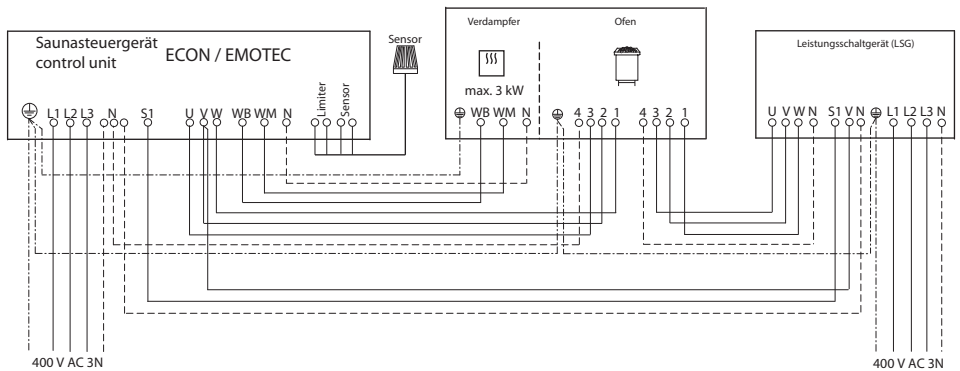 Saunasteuergerät
control unit
ECON / EMOTEC
Sensor
Verdampfer
Ofen
max. 3 kW
Leistungsschaltgerät (LSG)
L1 L2 L3 N S1 U V W WB WM N
Limiter
Sensor
WB WM N 4 3 2 1 4 3 2 1
U V W N S1 V N L1 L2 L3 N
400 V AC 3N
400 V AC 3N